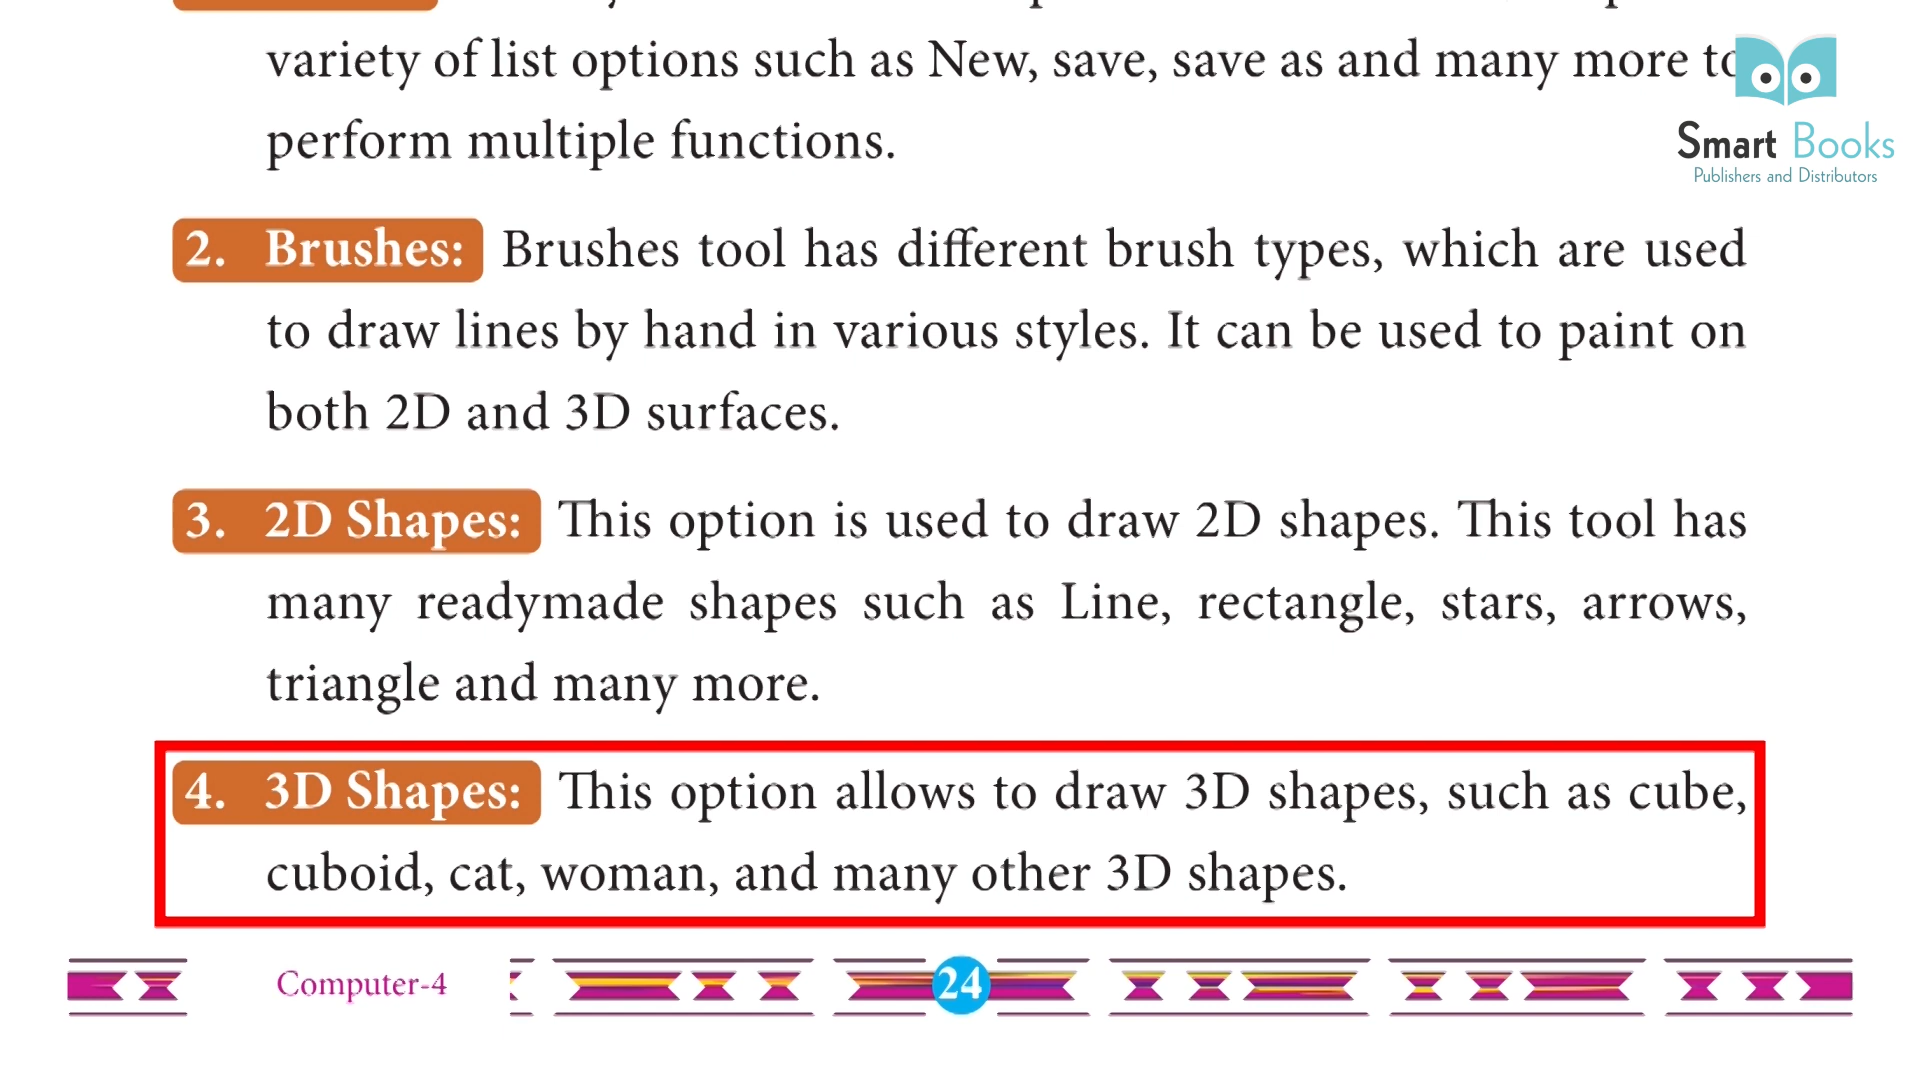 variety of list options such as New, save, save as and many more to
perform multiple functions.
Smart Books
Publishers and Distributors
2. Brushes: Brushes tool has different brush types, which are used
to draw lines by hand in various styles. It can be used to paint on
both 2D and 3D surfaces.
3. 2D Shapes: This option is used to draw 2D shapes. This tool has
many readymade shapes such as Line, rectangle, stars, arrows,
triangle and many more.
4. 3D Shapes: This option allows to draw 3D shapes, such as cube,
cuboid, cat, woman, and many other 3D shapes.
Computer-4
24